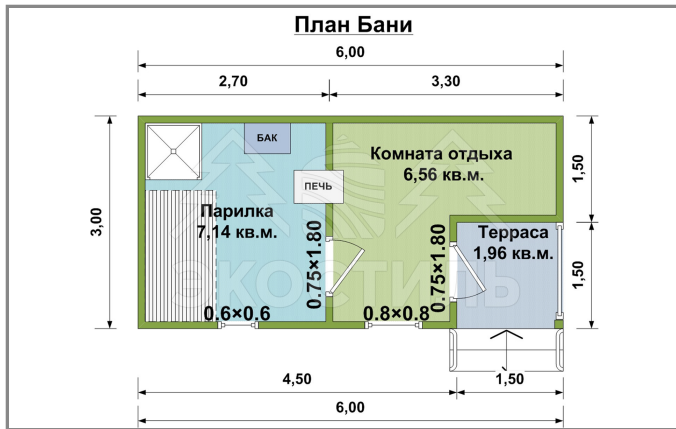 План Бани
6,00
2,70
3,30
БАК
Комната отдыха
6,56 кв.м.
ПЕЧЬ
1,50
3,00
Парилка
7,14 кв.м.
0.75×1.80
0.75×1.80
Терраса
1,96 кв.м.
1,50
ЭКОСТИЛЬ
0.6×0.6
0.8×0.8
4,50
1,50
6,00